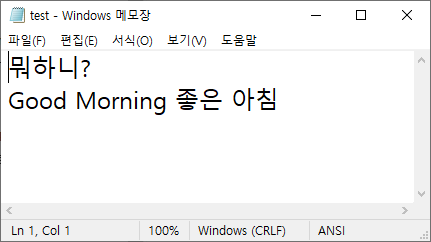 test - Windows 메모장
파일(F) 편집(E) 서식(O) 보기(V) 도움말
뭐하니?
Good Morning 좋은 아침
Ln 1, Col 1 100% Windows (CRLF) ANSI